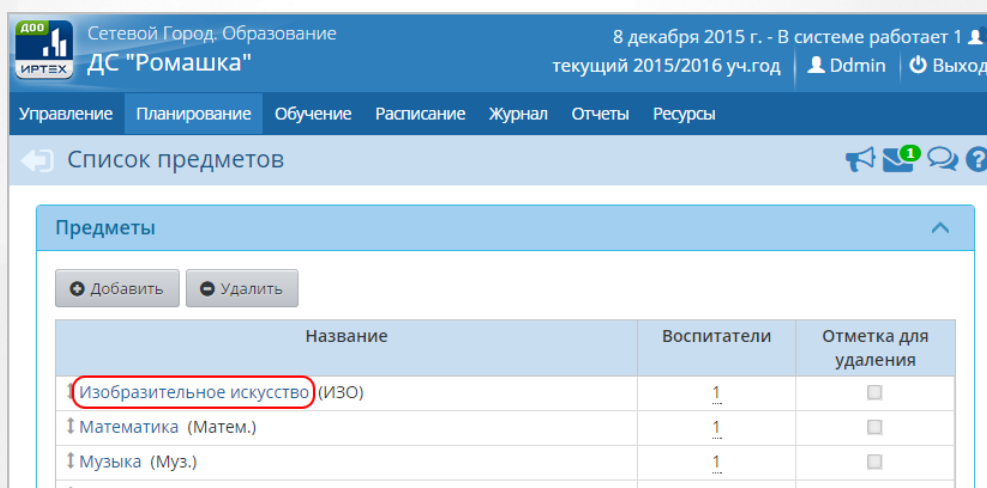 ДОО
ИРТЕХ
Сетевой Город. Образование
ДС "Ромашка"
8 декабря 2015 г. - В системе работает 1
текущий 2015/2016 уч.год Ddmin Выход
Управление Планирование Обучение Расписание Журнал Отчеты Ресурсы
Список предметов
1
?
Предметы
Добавить Удалить
Название Воспитатели Отметка для
удаления
Изобразительное искусство (ИЗО) 1
Математика (Матем.) 1
Музыка (Муз.) 1